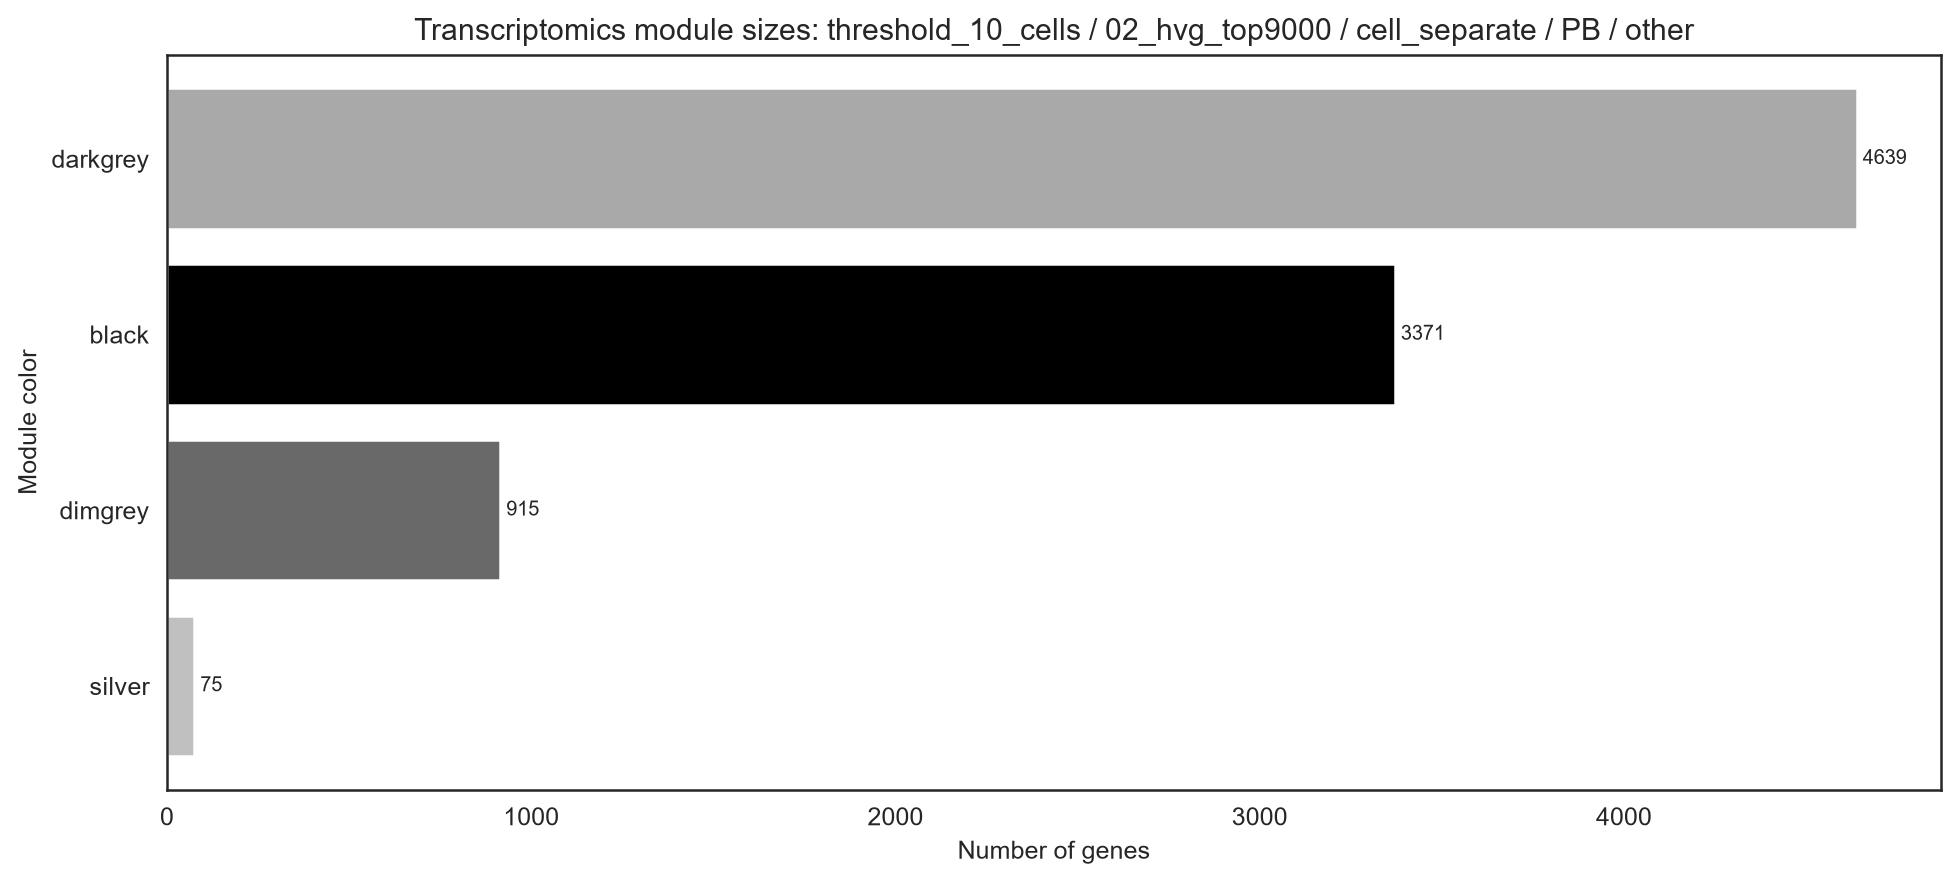 Transcriptomics module sizes: threshold_10_cells / 02_hvg_top9000 / cell_separate / PB / other
Module color
darkgrey
4639
black
3371
dimgrey
915
silver
75
0 1000 2000 3000 4000
Number of genes